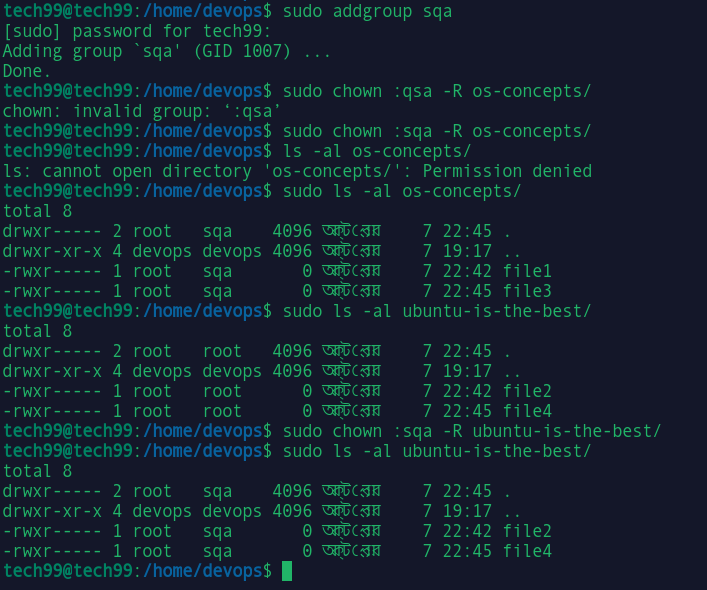 tech99@tech99:/home/devops$ sudo addgroup sqa
[sudo] password for tech99:
Adding group `sqa' (GID 1007) ...
Done.
tech99@tech99:/home/devops$ sudo chown :qsa -R os-concepts/
chown: invalid group: ‘:qsa’
tech99@tech99:/home/devops$ sudo chown :sqa -R os-concepts/
tech99@tech99:/home/devops$ ls -al os-concepts/
ls: cannot open directory 'os-concepts/': Permission denied
tech99@tech99:/home/devops$ sudo ls -al os-concepts/
total 8
drwxr----- 2 root   sqa    4096 অক্টোবর    7 22:45 .
drwxr-xr-x 4 devops devops 4096 অক্টোবর    7 19:17 ..
-rwxr----- 1 root   sqa       0 অক্টোবর    7 22:42 file1
-rwxr----- 1 root   sqa       0 অক্টোবর    7 22:45 file3
tech99@tech99:/home/devops$ sudo ls -al ubuntu-is-the-best/
total 8
drwxr----- 2 root   root   4096 অক্টোবর    7 22:45 .
drwxr-xr-x 4 devops devops 4096 অক্টোবর    7 19:17 ..
-rwxr----- 1 root   root      0 অক্টোবর    7 22:42 file2
-rwxr----- 1 root   root      0 অক্টোবর    7 22:45 file4
tech99@tech99:/home/devops$ sudo chown :sqa -R ubuntu-is-the-best/
tech99@tech99:/home/devops$ sudo ls -al ubuntu-is-the-best/
total 8
drwxr----- 2 root   sqa    4096 অক্টোবর    7 22:45 .
drwxr-xr-x 4 devops devops 4096 অক্টোবর    7 19:17 ..
-rwxr----- 1 root   sqa       0 অক্টোবর    7 22:42 file2
-rwxr----- 1 root   sqa       0 অক্টোবর    7 22:45 file4
tech99@tech99:/home/devops$